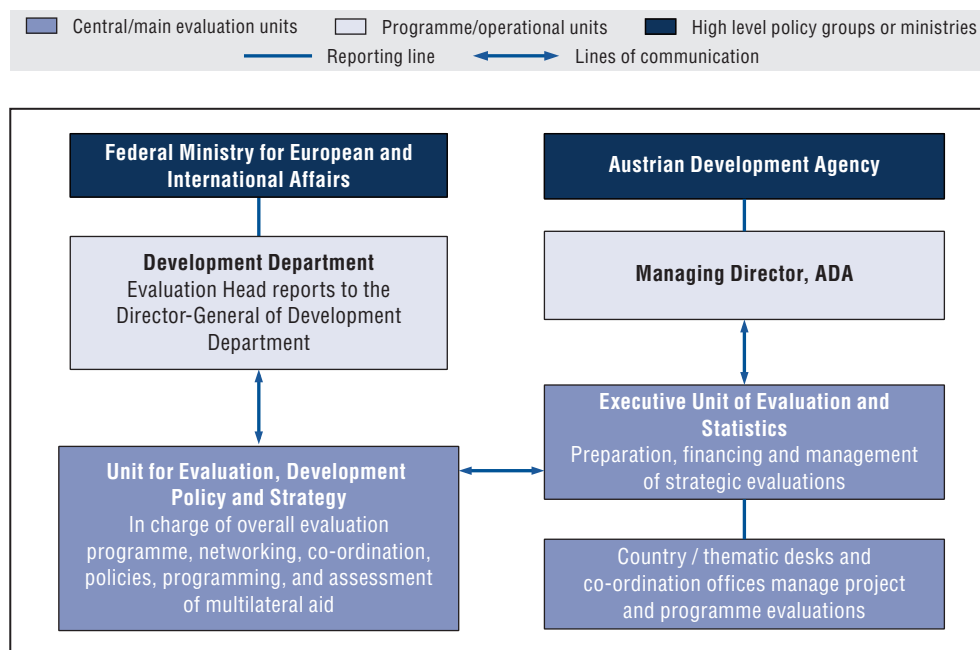 Central/main evaluation units
Programme/operational units
High level policy groups or ministries
Reporting line
Lines of communication
Federal Ministry for European and
International Affairs
Development Department
Evaluation Head reports to the
Director-General of Development
Department
Unit for Evaluation, Development
Policy and Strategy
In charge of overall evaluation
programme, networking, co-ordination,
policies, programming, and assessment
of multilateral aid
Austrian Development Agency
Managing Director, ADA
Executive Unit of Evaluation and
Statistics
Preparation, financing and management
of strategic evaluations
Country / thematic desks and
co-ordination offices manage project
and programme evaluations